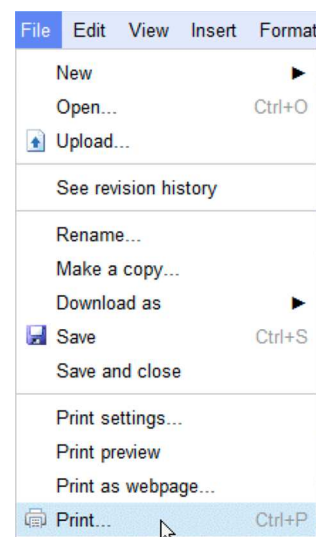 File Edit View Insert Format
New
Open... Ctrl+O
Upload...
See revision history
Rename...
Make a copy...
Download as
Save Ctrl+S
Save and close
Print settings...
Print preview
Print as webpage...
Print... Ctrl+P